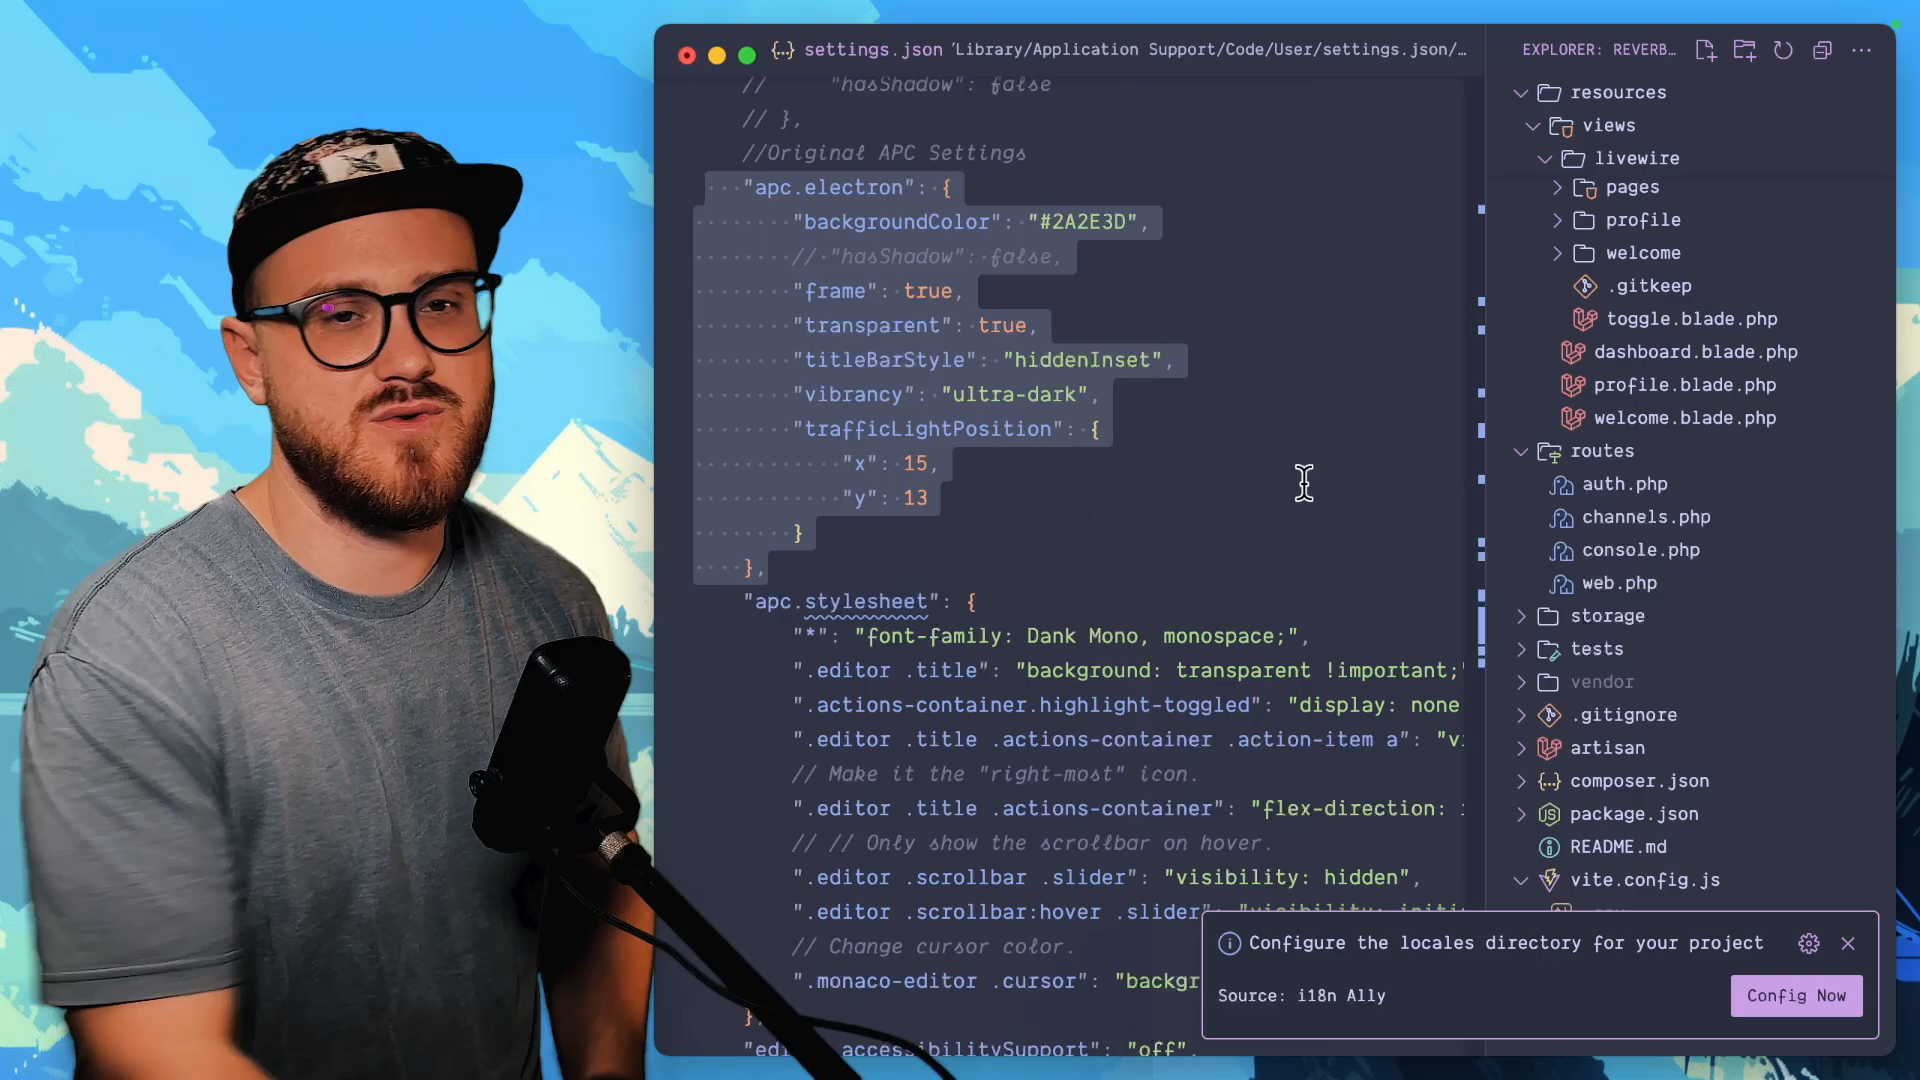 settings.json 'Library/Application Support/Code/User/settings.json/…
//     "hasShadow": false
// },
//Original APC Settings
"apc.electron": {
"backgroundColor": "#2A2E3D",
// "hasShadow": false,
"frame": true,
"transparent": true,
"titleBarStyle": "hiddenInset",
"vibrancy": "ultra-dark",
"trafficLightPosition": {
"x": 15,
"y": 13
}
},
"apc.stylesheet": {
"*": "font-family: Dank Mono, monospace;",
".editor .title": "background: transparent !important;"
".actions-container.highlight-toggled": "display: none
".editor .title .actions-container .action-item a":
// Make it the "right-most" icon.
".editor .title .actions-container": "flex-direction:
// // Only show the scrollbar on hover.
".editor .scrollbar .slider": "visibility: hidden",
".editor .scrollbar:hover .slider": "visibility:
// Change cursor color.
".monaco-editor .cursor":
}
accessibilitySupport": "off",
EXPLORER: REVERB…
resources
views
livewire
pages
profile
welcome
.gitkeep
toggle.blade.php
dashboard.blade.php
profile.blade.php
welcome.blade.php
routes
auth.php
channels.php
console.php
web.php
storage
tests
vendor
.gitignore
artisan
composer.json
package.json
README.md
vite.config.js
Configure the locales directory for your project
Source: i18n Ally
Config Now